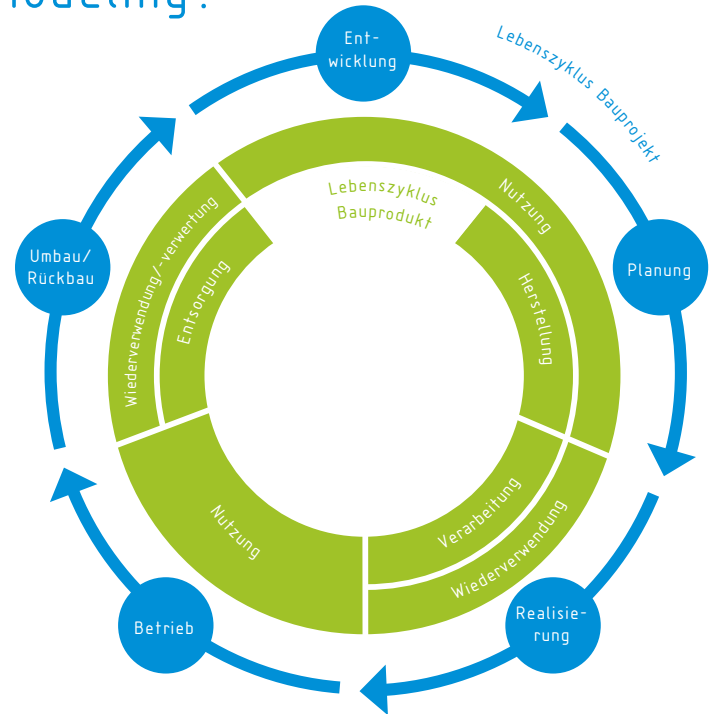 Modeling?
Ent-
wicklung
Lebenszyklus Bauprojekt
Nutzung
Lebenszyklus
Bauprodukt
Wiederverwendung/-verwertung
Entsorgung
Umbau/
Rückbau
Planung
Herstellung
Nutzung
Verarbeitung
Wiederverwendung
Betrieb
Realisie-
rung